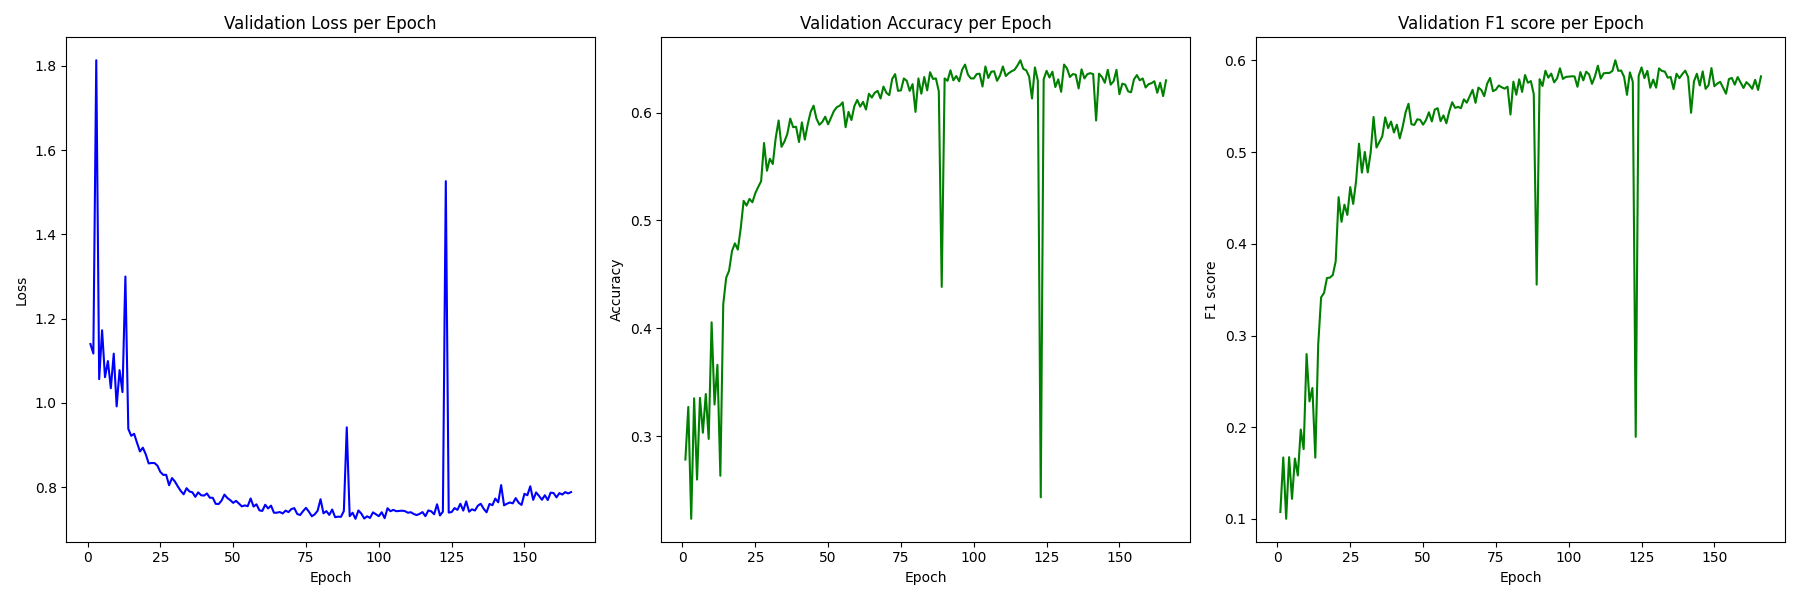 Validation Loss per Epoch
Loss
1.8
1.6
1.4
1.2
1.0
0.8
0 25 50 75 100 125 150
Epoch
Validation Accuracy per Epoch
Accuracy
0.6
0.5
0.4
0.3
0 25 50 75 100 125 150
Epoch
Validation F1 score per Epoch
F1 score
0.6
0.5
0.4
0.3
0.2
0.1
0 25 50 75 100 125 150
Epoch